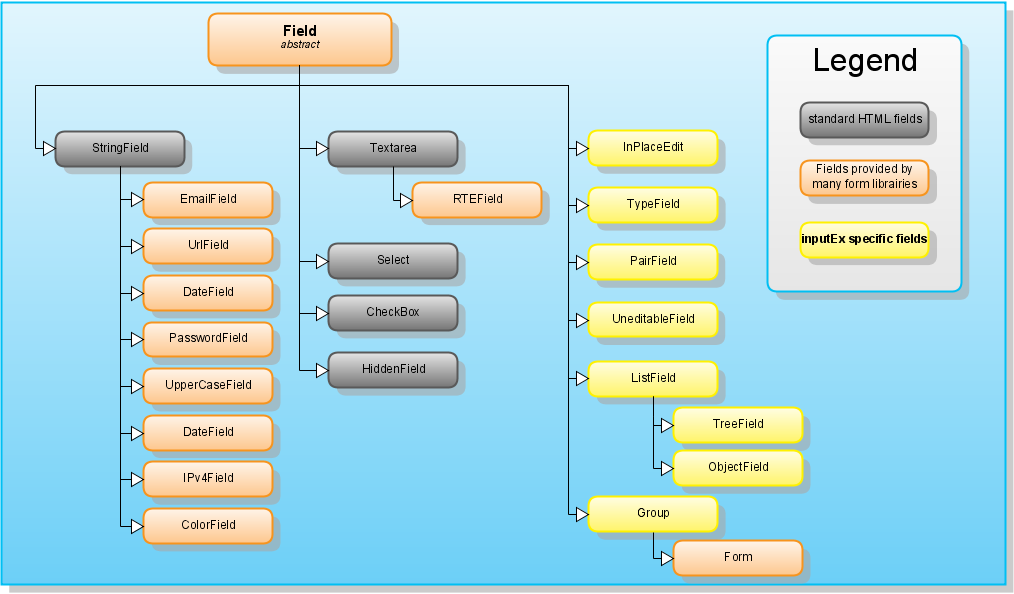 Field
abstract
StringField
EmailField
UrlField
DateField
PasswordField
UpperCaseField
DateField
IPv4Field
ColorField
Textarea
RTEField
Select
CheckBox
HiddenField
InPlaceEdit
TypeField
PairField
UneditableField
ListField
TreeField
ObjectField
Group
Form
Legend
standard HTML fields
Fields provided by
many form librairies
inputEx specific fields